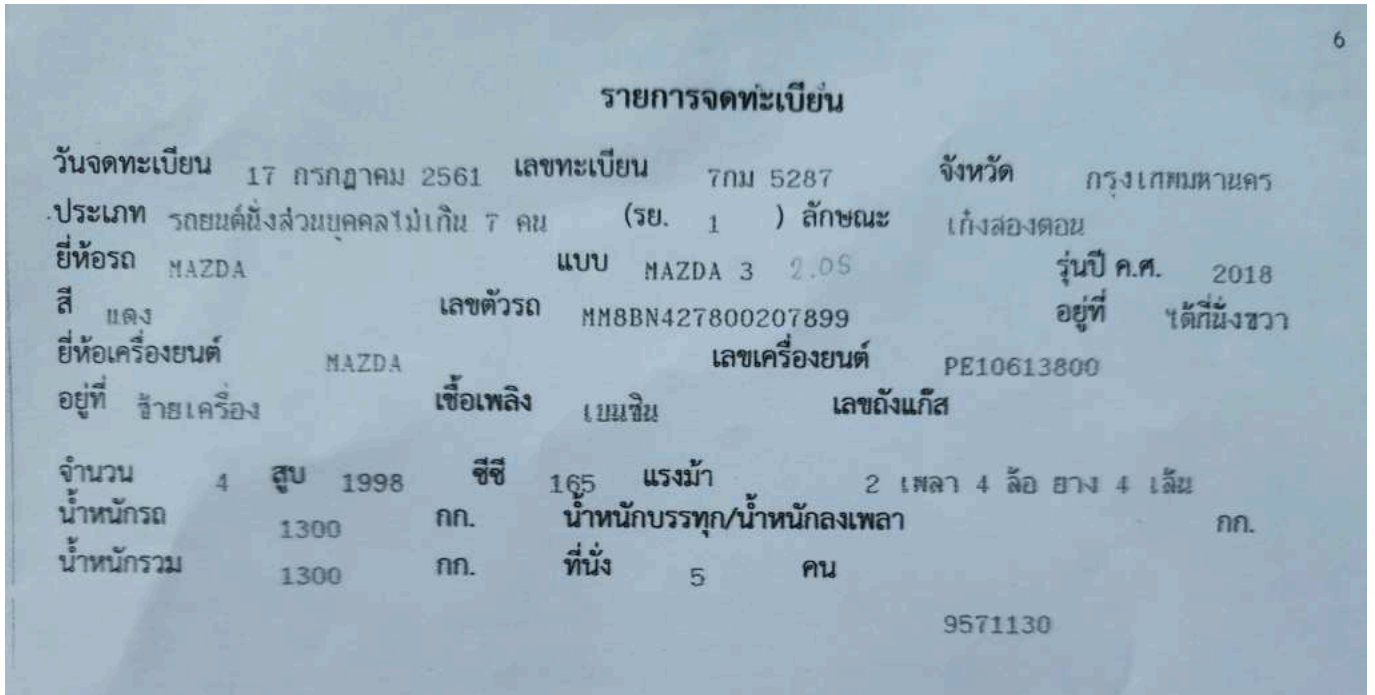 6
รายการจดทะเบียน
วันจดทะเบียน 17 กรกฎาคม 2561 เลขทะเบียน 7กม 5287 จังหวัด กรุงเทพมหานคร
ประเภท รถยนต์นั่งส่วนบุคคลไม่เกิน 7 คน (รย. 1 ) ลักษณะ เก๋งสองตอน
ยี่ห้อรถ MAZDA แบบ MAZDA 3 2.0S รุ่นปี ค.ศ. 2018
สี แดง เลขตัวรถ MM8BN427800207899 อยู่ที่ ใต้ที่นั่งขวา
ยี่ห้อเครื่องยนต์ MAZDA เลขเครื่องยนต์ PE10613800
อยู่ที่ ซ้ายเครื่อง เชื้อเพลิง เบนซิน เลขถังแก๊ส
จำนวน 4 สูบ 1998 ซีซี 165 แรงม้า 2 เพลา 4 ล้อ ยาง 4 เส้น
น้ำหนักรถ 1300 กก. น้ำหนักบรรทุก/น้ำหนักลงเพลา กก.
น้ำหนักรวม 1300 กก. ที่นั่ง 5 คน
9571130